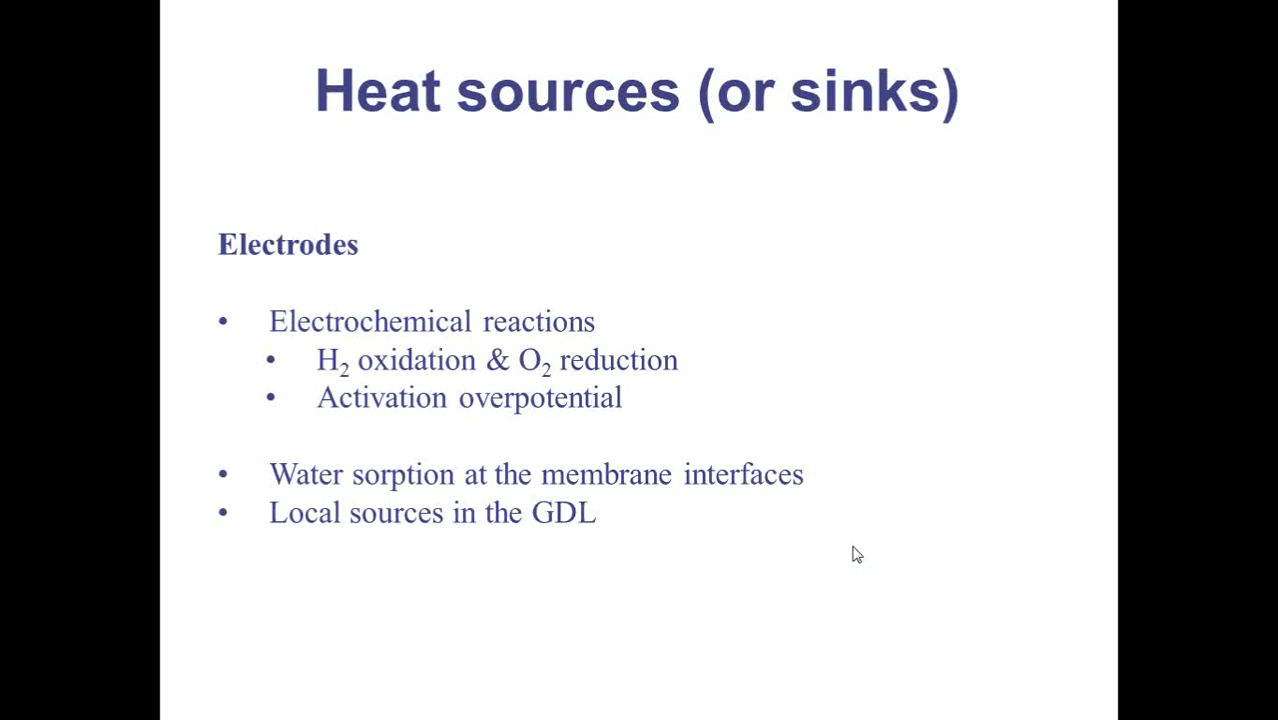 Heat sources (or sinks)
Electrodes
• Electrochemical reactions
• H₂ oxidation & O₂ reduction
• Activation overpotential
• Water sorption at the membrane interfaces
• Local sources in the GDL